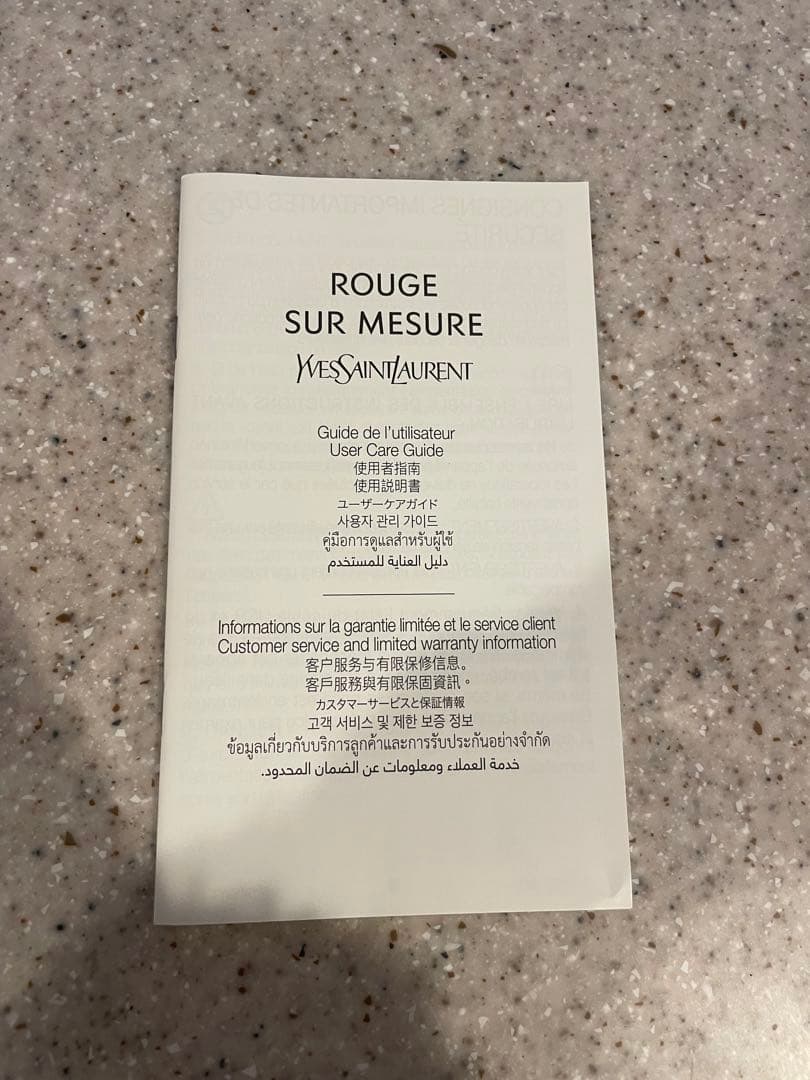 ROUGE
SUR MESURE
YVESSAINTLAURENT
Guide de l'utilisateur
User Care Guide
使用者指南
使用說明書
ユーザーケアガイド
사용자 관리 가이드
คู่มือการดูแลสำหรับผู้ใช้
دليل العناية للمستخدم
Informations sur la garantie limitée et le service client
Customer service and limited warranty information
客户服务与有限保修信息。
客戶服務與有限保固資訊。
カスタマーサービスと保証情報
고객 서비스 및 제한 보증 정보
ข้อมูลเกี่ยวกับบริการลูกค้าและการรับประกันอย่างจำกัด
خدمة العملاء ومعلومات عن الضمان المحدود.